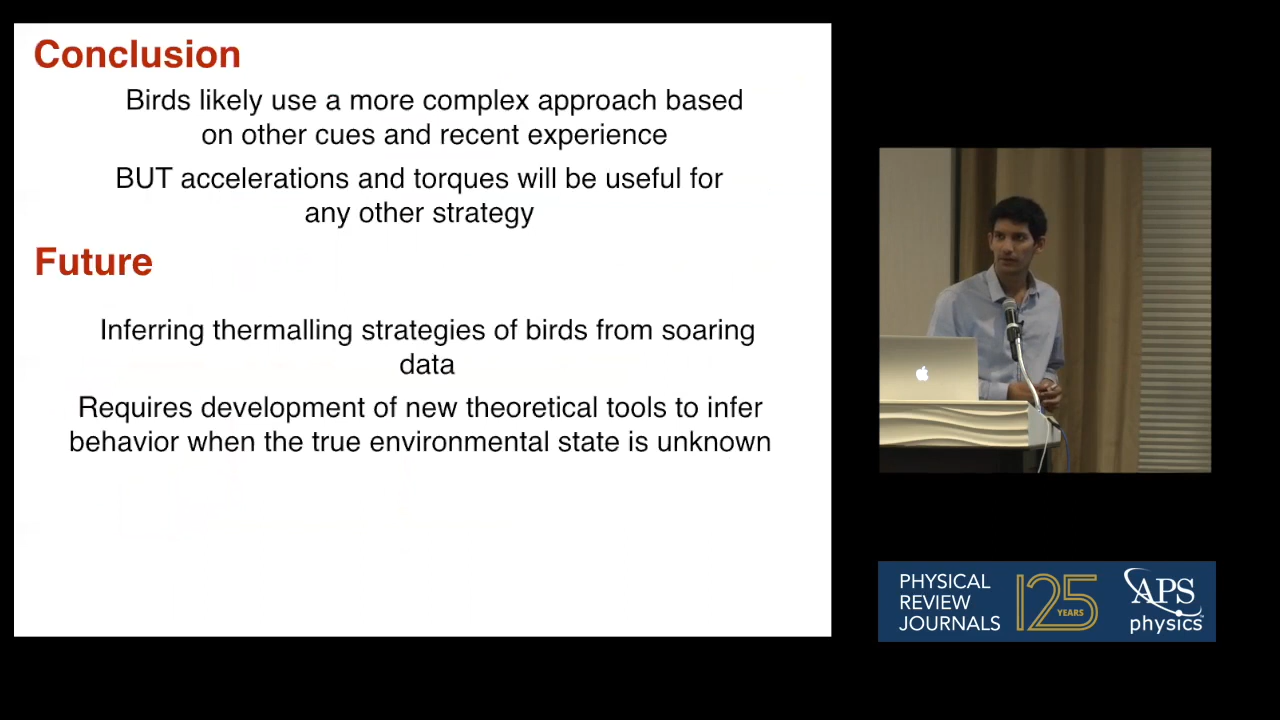 Conclusion
Birds likely use a more complex approach based
on other cues and recent experience
BUT accelerations and torques will be useful for
any other strategy
Future
Inferring thermalling strategies of birds from soaring
data
Requires development of new theoretical tools to infer
behavior when the true environmental state is unknown
PHYSICAL
REVIEW
JOURNALS
125
YEARS
APS
physics